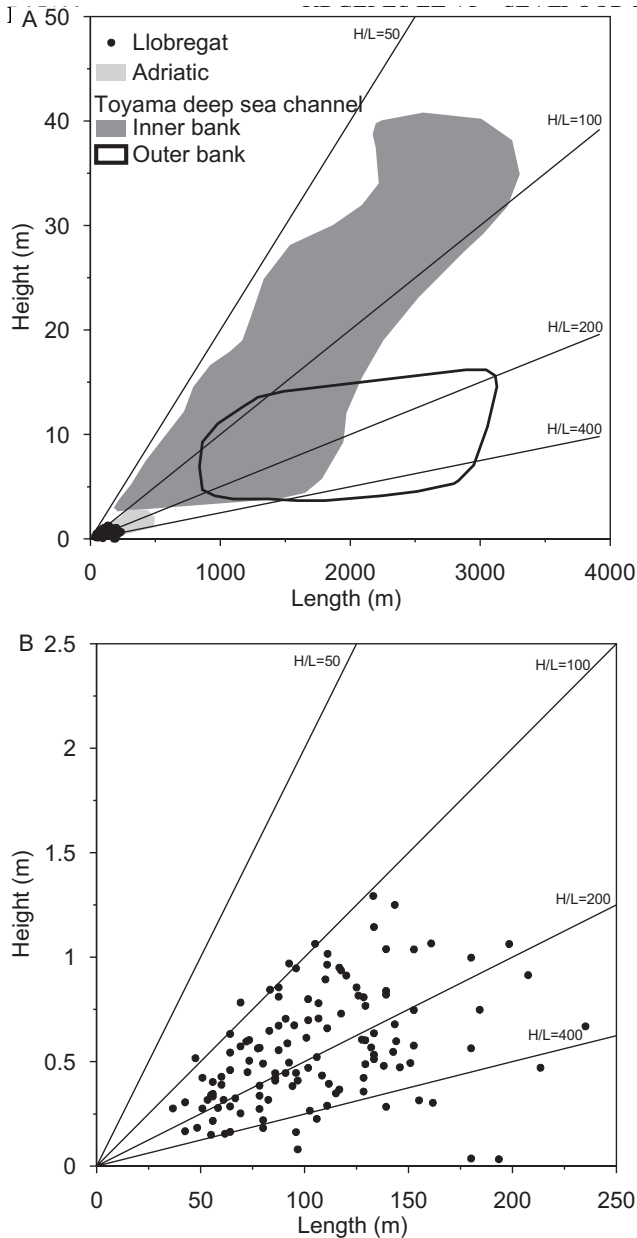 A
50
H/L=50
Llobregat
Adriatic
Toyama deep sea channel
Inner bank
Outer bank
40
H/L=100
30
20
H/L=200
10
H/L=400
0
0 1000 2000 3000 4000
Height (m)
Length (m)
B
2.5
H/L=50
H/L=100
2
1.5
H/L=200
1
0.5
H/L=400
0
0 50 100 150 200 250
Height (m)
Length (m)